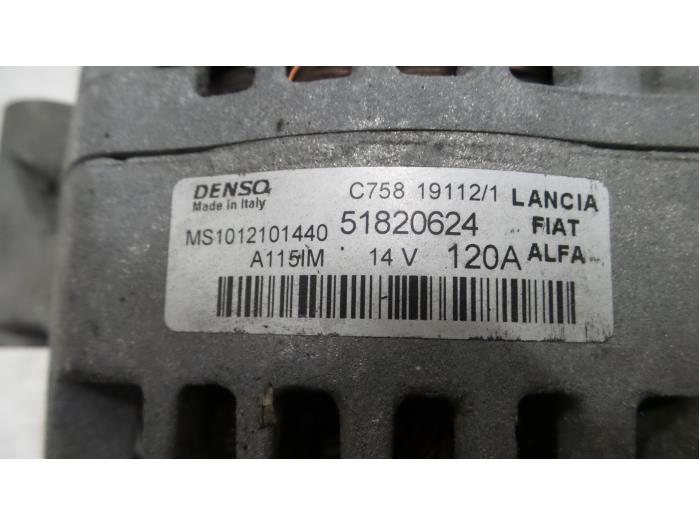 DENSO C758 19112/1 LANCIA
Made in Italy
MS1012101440 51820624 FIAT
A115IM 14 V 120A ALFA